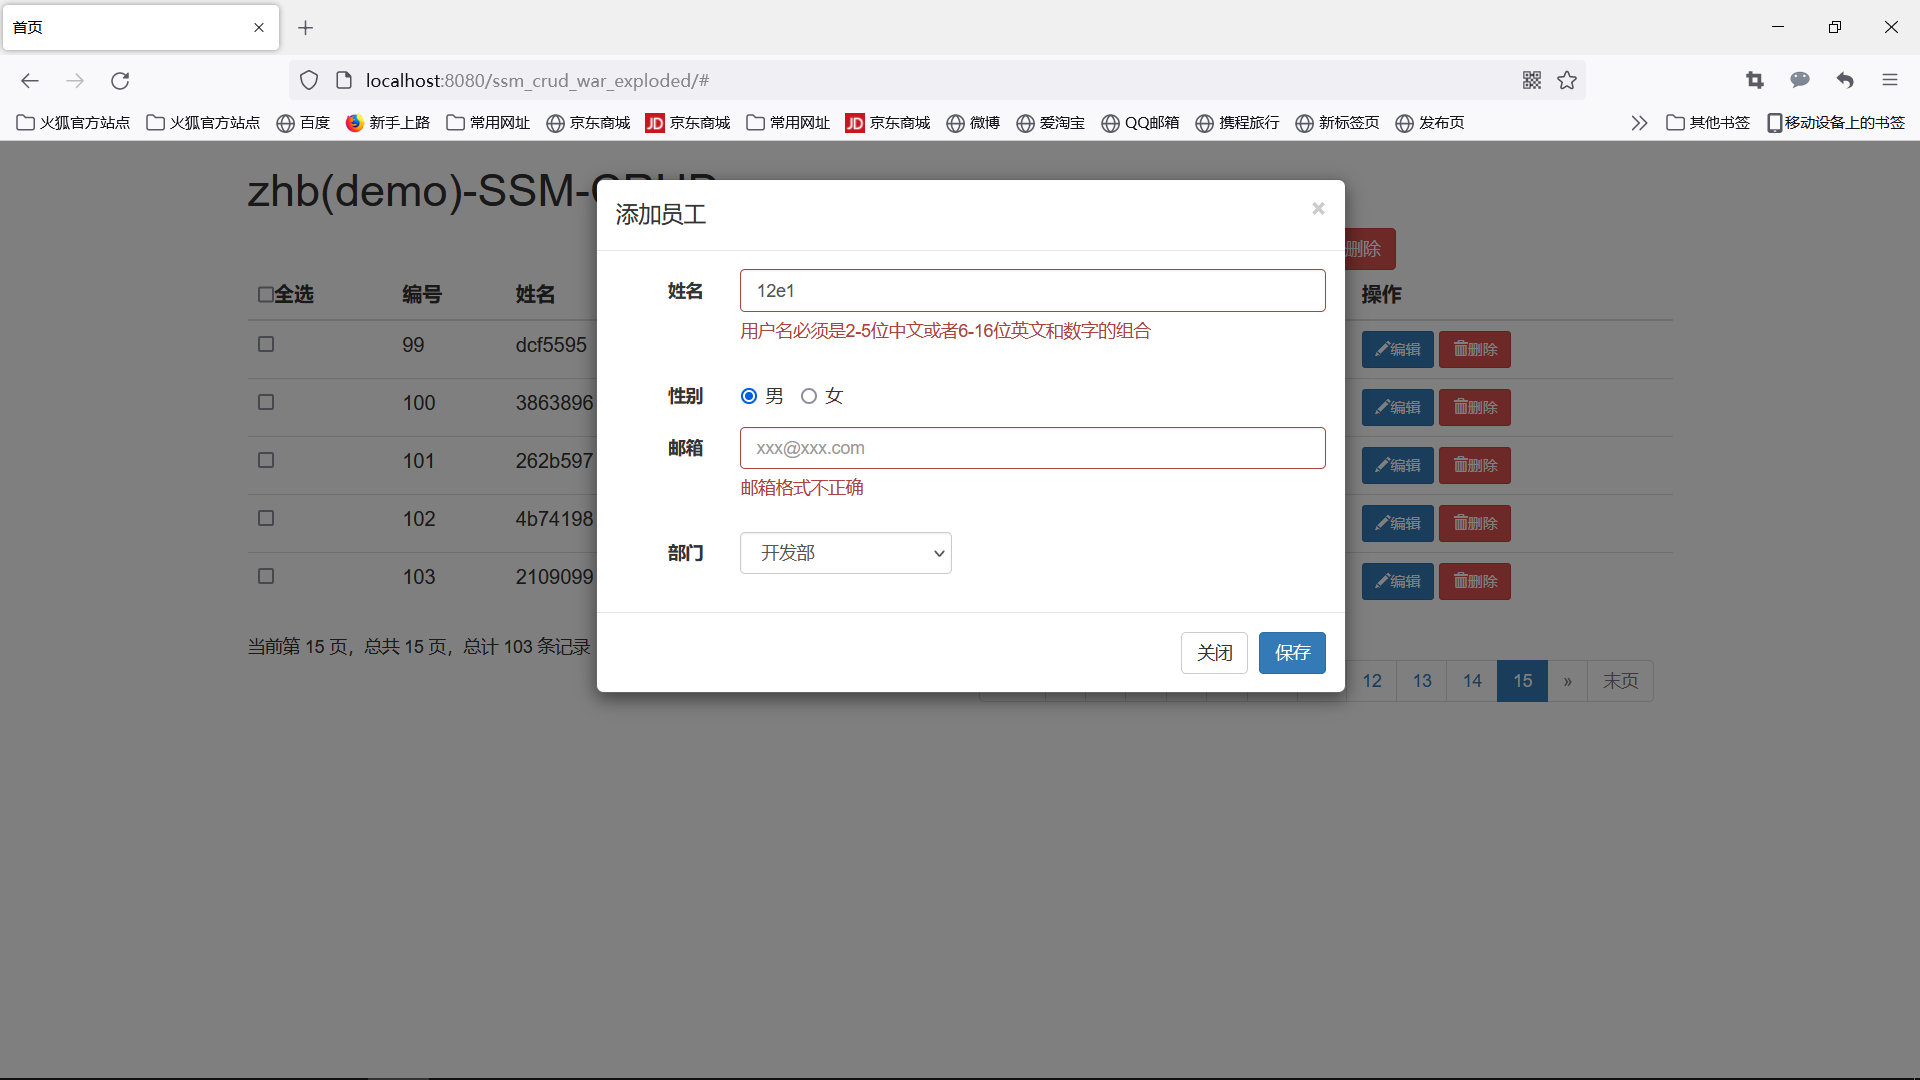 首页
localhost:8080/ssm_crud_war_exploded/#
火狐官方站点 火狐官方站点 百度 新手上路 常用网址 京东商城 JD 京东商城 常用网址 JD 京东商城 微博 爱淘宝 QQ邮箱 携程旅行 新标签页 发布页 其他书签 移动设备上的书签
zhb(demo)-SSM-CRUD
添加员工 ×
删除
全选 编号 姓名 操作
姓名 12e1
用户名必须是2-5位中文或者6-16位英文和数字的组合
99 dcf5595 编辑 删除
性别 男 女
100 3863896 编辑 删除
邮箱 xxx@xxx.com
101 262b597 编辑 删除
邮箱格式不正确
102 4b74198 编辑 删除
部门 开发部
103 2109099 编辑 删除
当前第 15 页，总共 15 页，总计 103 条记录
关闭 保存
12 13 14 15 » 末页